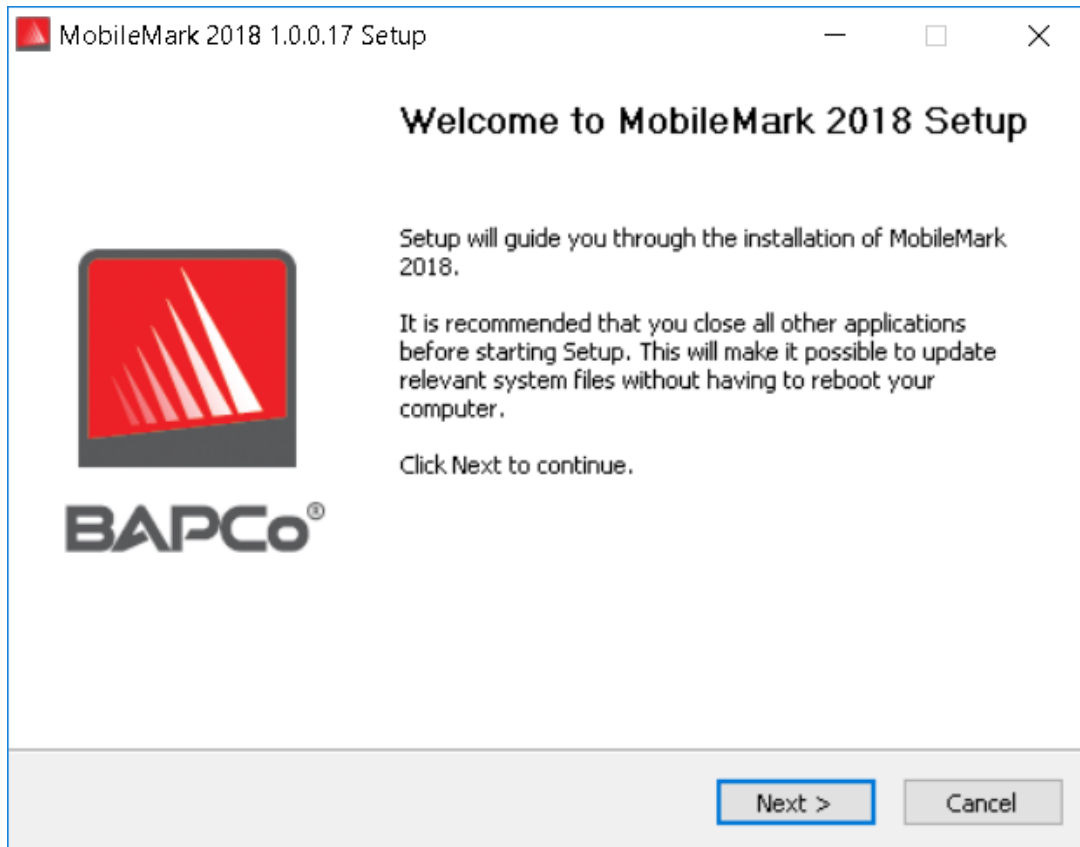 MobileMark 2018 1.0.0.17 Setup
Welcome to MobileMark 2018 Setup
Setup will guide you through the installation of MobileMark
2018.
It is recommended that you close all other applications
before starting Setup. This will make it possible to update
relevant system files without having to reboot your
computer.
Click Next to continue.
BAPCo®
Next >
Cancel